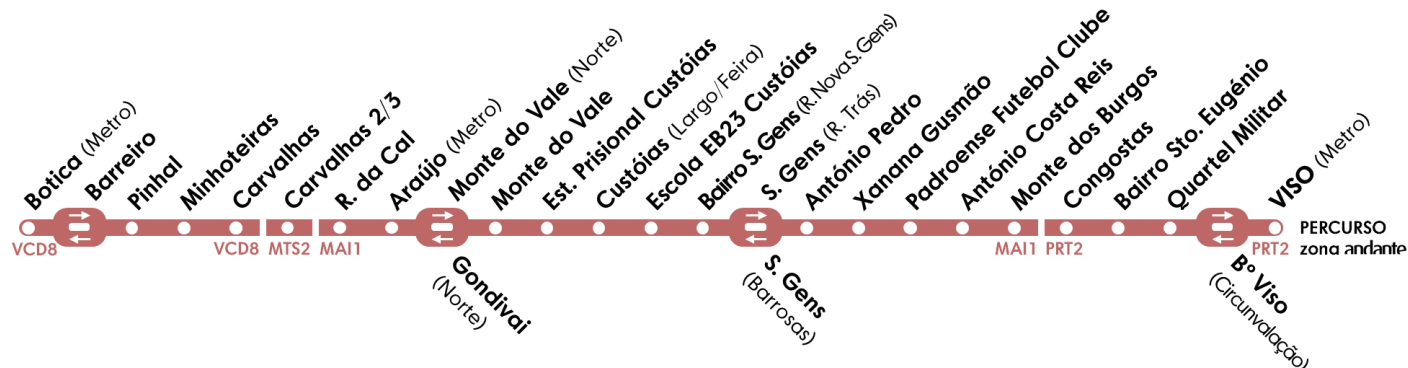 Botica (Metro)
Barreiro
Pinhal
Minhoteiras
Carvalhas
Carvalhas 2/3
R. da Cal
Araújo (Metro)
Monte do Vale (Norte)
Monte do Vale
Est. Prisional Custóias
Custóias (Largo/Feira)
Escola EB23 Custóias
Bairro S. Gens (R. Nova S. Gens)
S. Gens (R. Trás)
António Pedro
Xanana Gusmão
Padroense Futebol Clube
António Costa Reis
Monte dos Burgos
Congostas
Bairro Sto. Eugénio
Quartel Militar
VISO (Metro)
PERCURSO
zona andante
VCD8
VCD8
MTS2
MAI1
MAI1
PRT2
PRT2
Gondivai
(Norte)
S. Gens
(Barrosas)
Bº Viso
(Circunvalação)